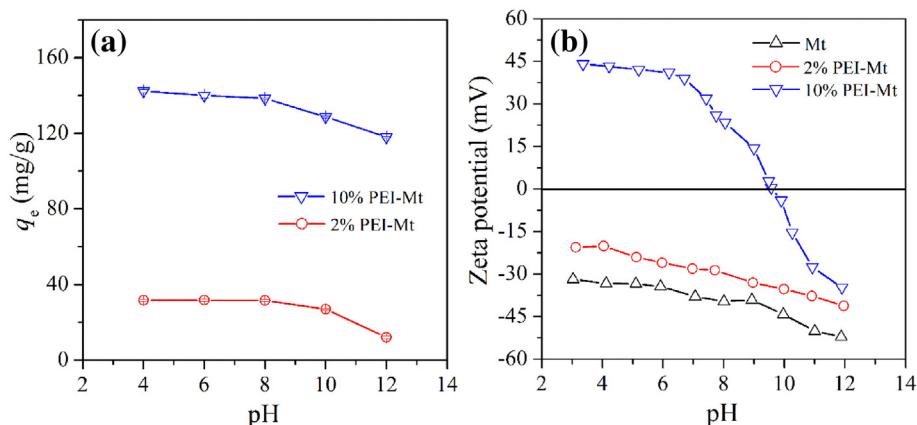 (a)
160
120
80
40
0
qe (mg/g)
10% PEI-Mt
2% PEI-Mt
2 4 6 8 10 12 14
pH
(b)
60
45
30
15
0
-15
-30
-45
-60
Zeta potential (mV)
Mt
2% PEI-Mt
10% PEI-Mt
2 4 6 8 10 12 14
pH